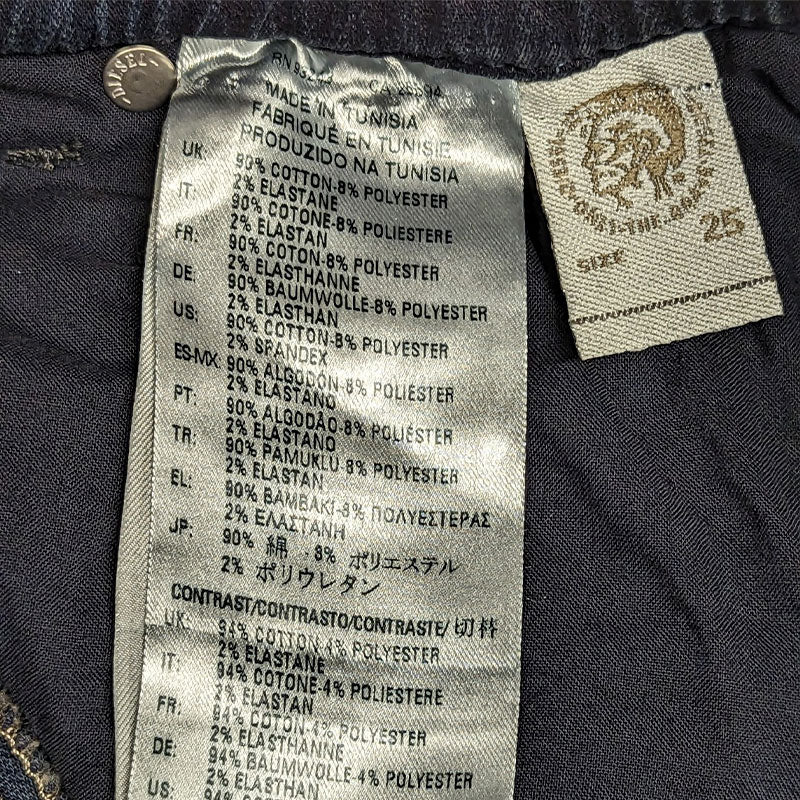 DIESEL
MADE IN TUNISIA
FABRIQUÉ EN TUNISIE
PRODUZIDO NA TUNISIA
UK: 90% COTTON-8% POLYESTER
2% ELASTANE
IT: 90% COTONE-8% POLIESTERE
2% ELASTAN
FR: 90% COTON-8% POLYESTER
2% ELASTHANNE
DE: 90% BAUMWOLLE-8% POLYESTER
2% ELASTHAN
US: 90% COTTON-8% POLYESTER
2% SPANDEX
ES-MX: 90% ALGODÓN-8% POLIÉSTER
2% ELASTANO
PT: 90% ALGODÃO-8% POLIÉSTER
2% ELASTANO
TR: 90% PAMUKLU-8% POLYESTER
2% ELASTAN
EL: 90% ΒΑΜΒΑΚΙ-8% ΠΟΛΥΕΣΤΕΡΑΣ
2% ΕΛΑΣΤΑΝΗ
JP: 90% 綿 - 8% ポリエステル
2% ポリウレタン
CONTRAST/CONTRASTO/CONTRASTE/ 切替
UK: 94% COTTON-4% POLYESTER
2% ELASTANE
IT: 94% COTONE-4% POLIESTERE
2% ELASTAN
FR: 94% COTON-4% POLYESTER
2% ELASTHANNE
DE: 94% BAUMWOLLE-4% POLYESTER
2% ELASTHAN
US: 94%
SIZE 25